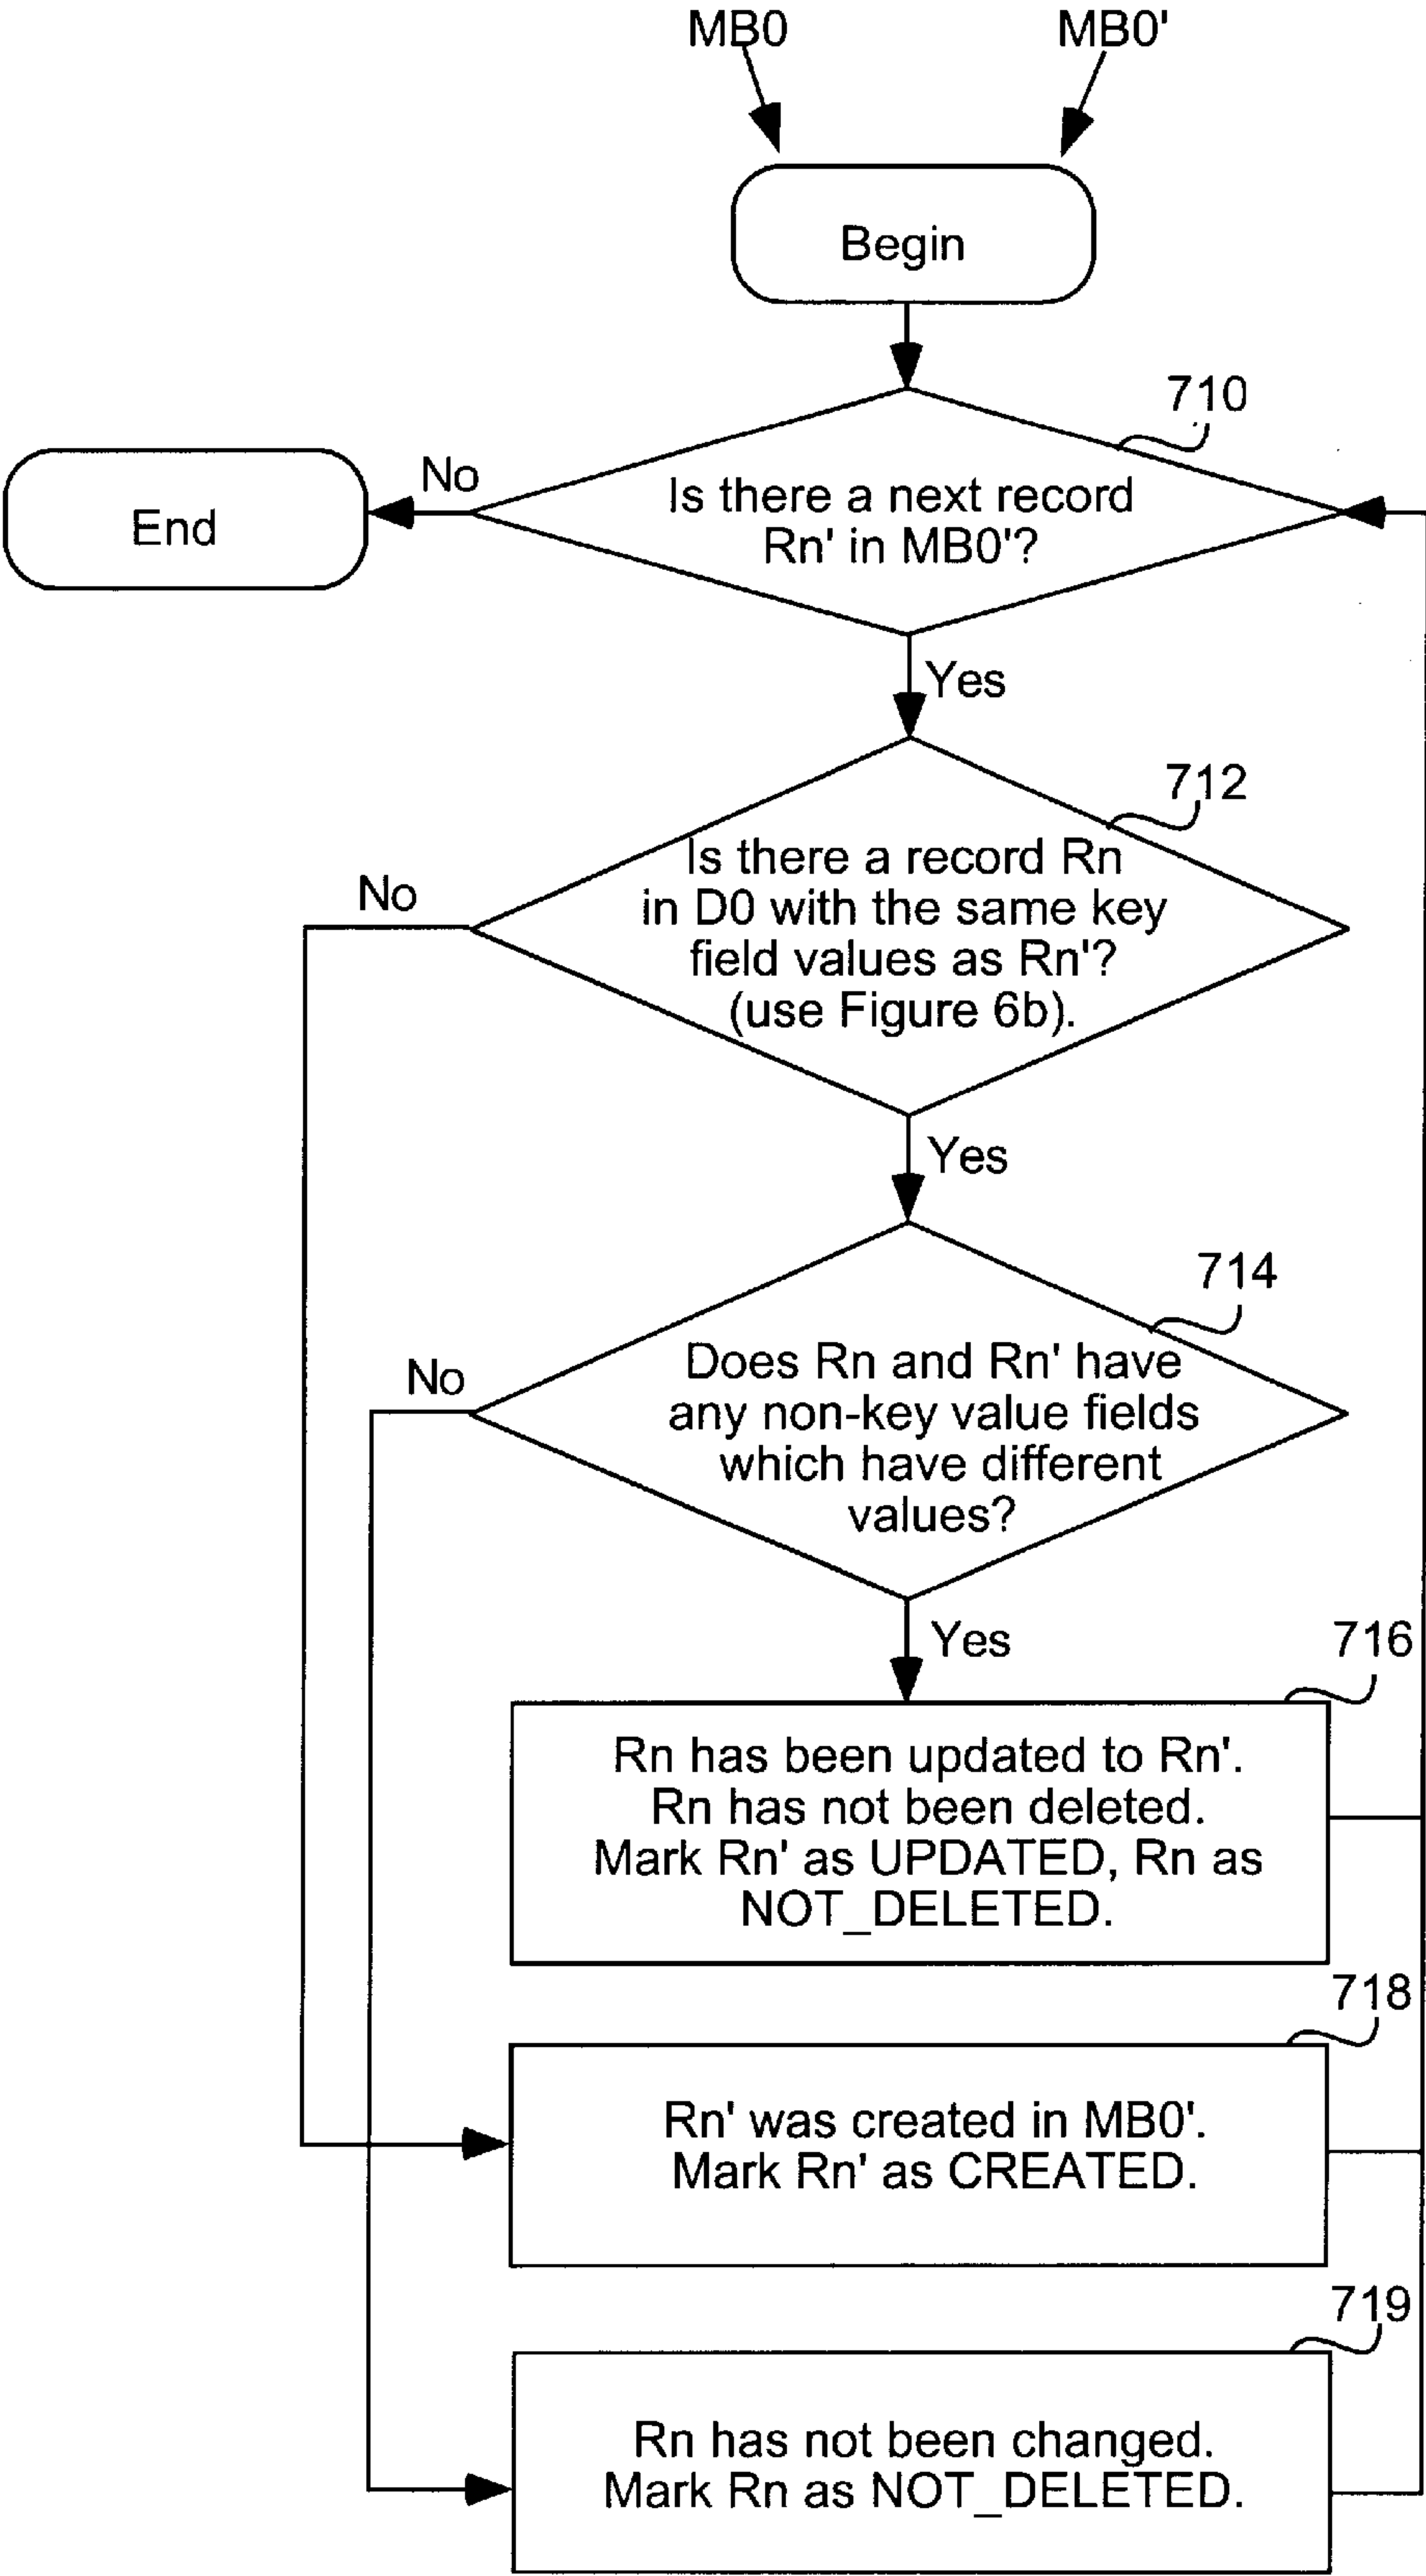 MB0
MB0'
Begin
710
Is there a next record
Rn' in MB0'?
No
End
Yes
712
Is there a record Rn
in D0 with the same key
field values as Rn'?
(use Figure 6b).
No
Yes
714
Does Rn and Rn' have
any non-key value fields
which have different
values?
No
Yes
716
Rn has been updated to Rn'.
Rn has not been deleted.
Mark Rn' as UPDATED, Rn as
NOT_DELETED.
718
Rn' was created in MB0'.
Mark Rn' as CREATED.
719
Rn has not been changed.
Mark Rn as NOT_DELETED.